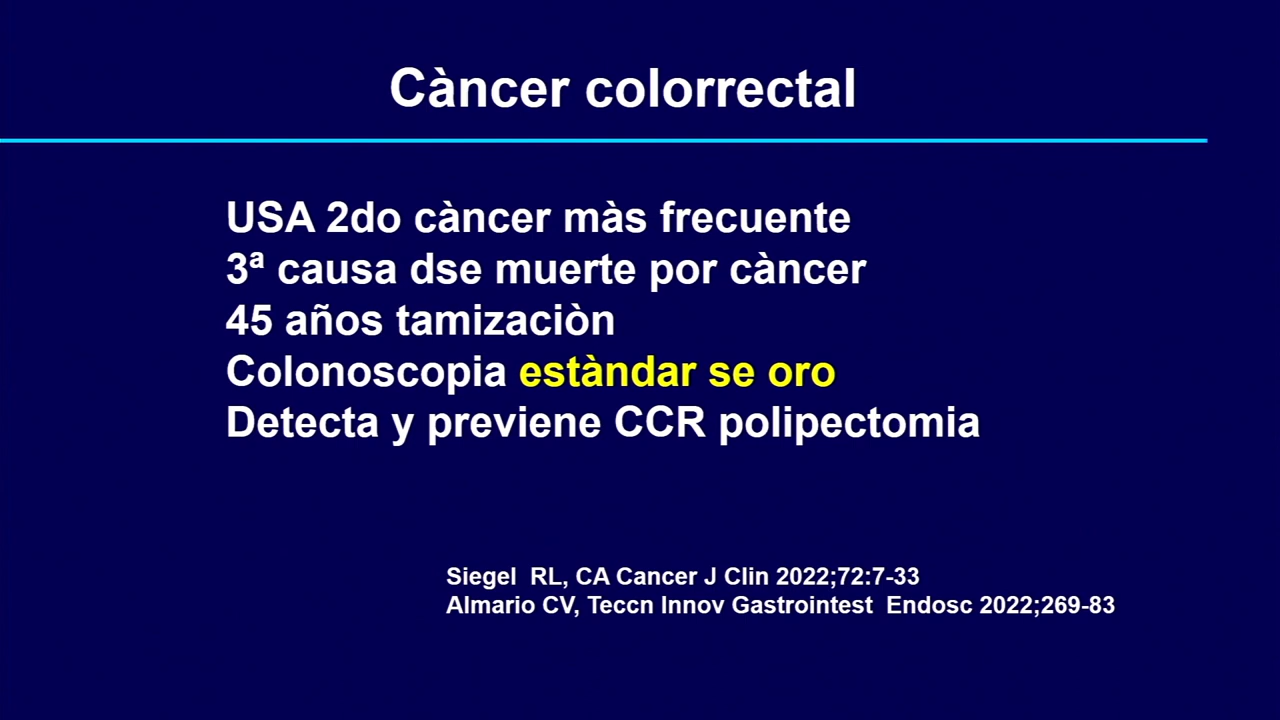 Càncer colorrectal
USA 2do càncer màs frecuente
3ª causa dse muerte por càncer
45 años tamizaciòn
Colonoscopia estàndar se oro
Detecta y previene CCR polipectomia
Siegel RL, CA Cancer J Clin 2022;72:7-33
Almario CV, Teccn Innov Gastrointest Endosc 2022;269-83